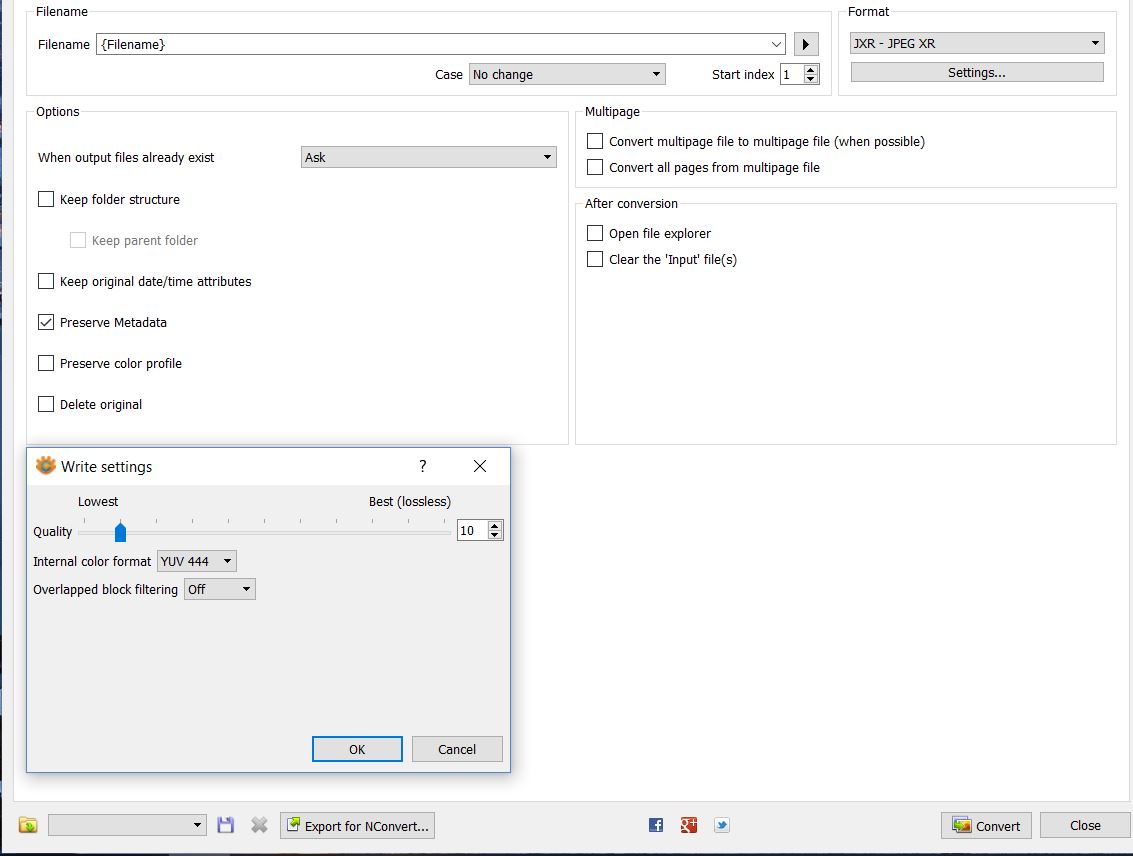 Filename
Format
Filename {Filename}
JXR - JPEG XR
Case No change Start index 1
Settings...
Options
Multipage
When output files already exist Ask
Convert multipage file to multipage file (when possible)
Convert all pages from multipage file
Keep folder structure
Keep parent folder
Keep original date/time attributes
Preserve Metadata
Preserve color profile
Delete original
After conversion
Open file explorer
Clear the 'Input' file(s)
Write settings ?
Lowest Best (lossless)
Quality 10
Internal color format YUV 444
Overlapped block filtering Off
OK Cancel
Export for NConvert... Convert Close